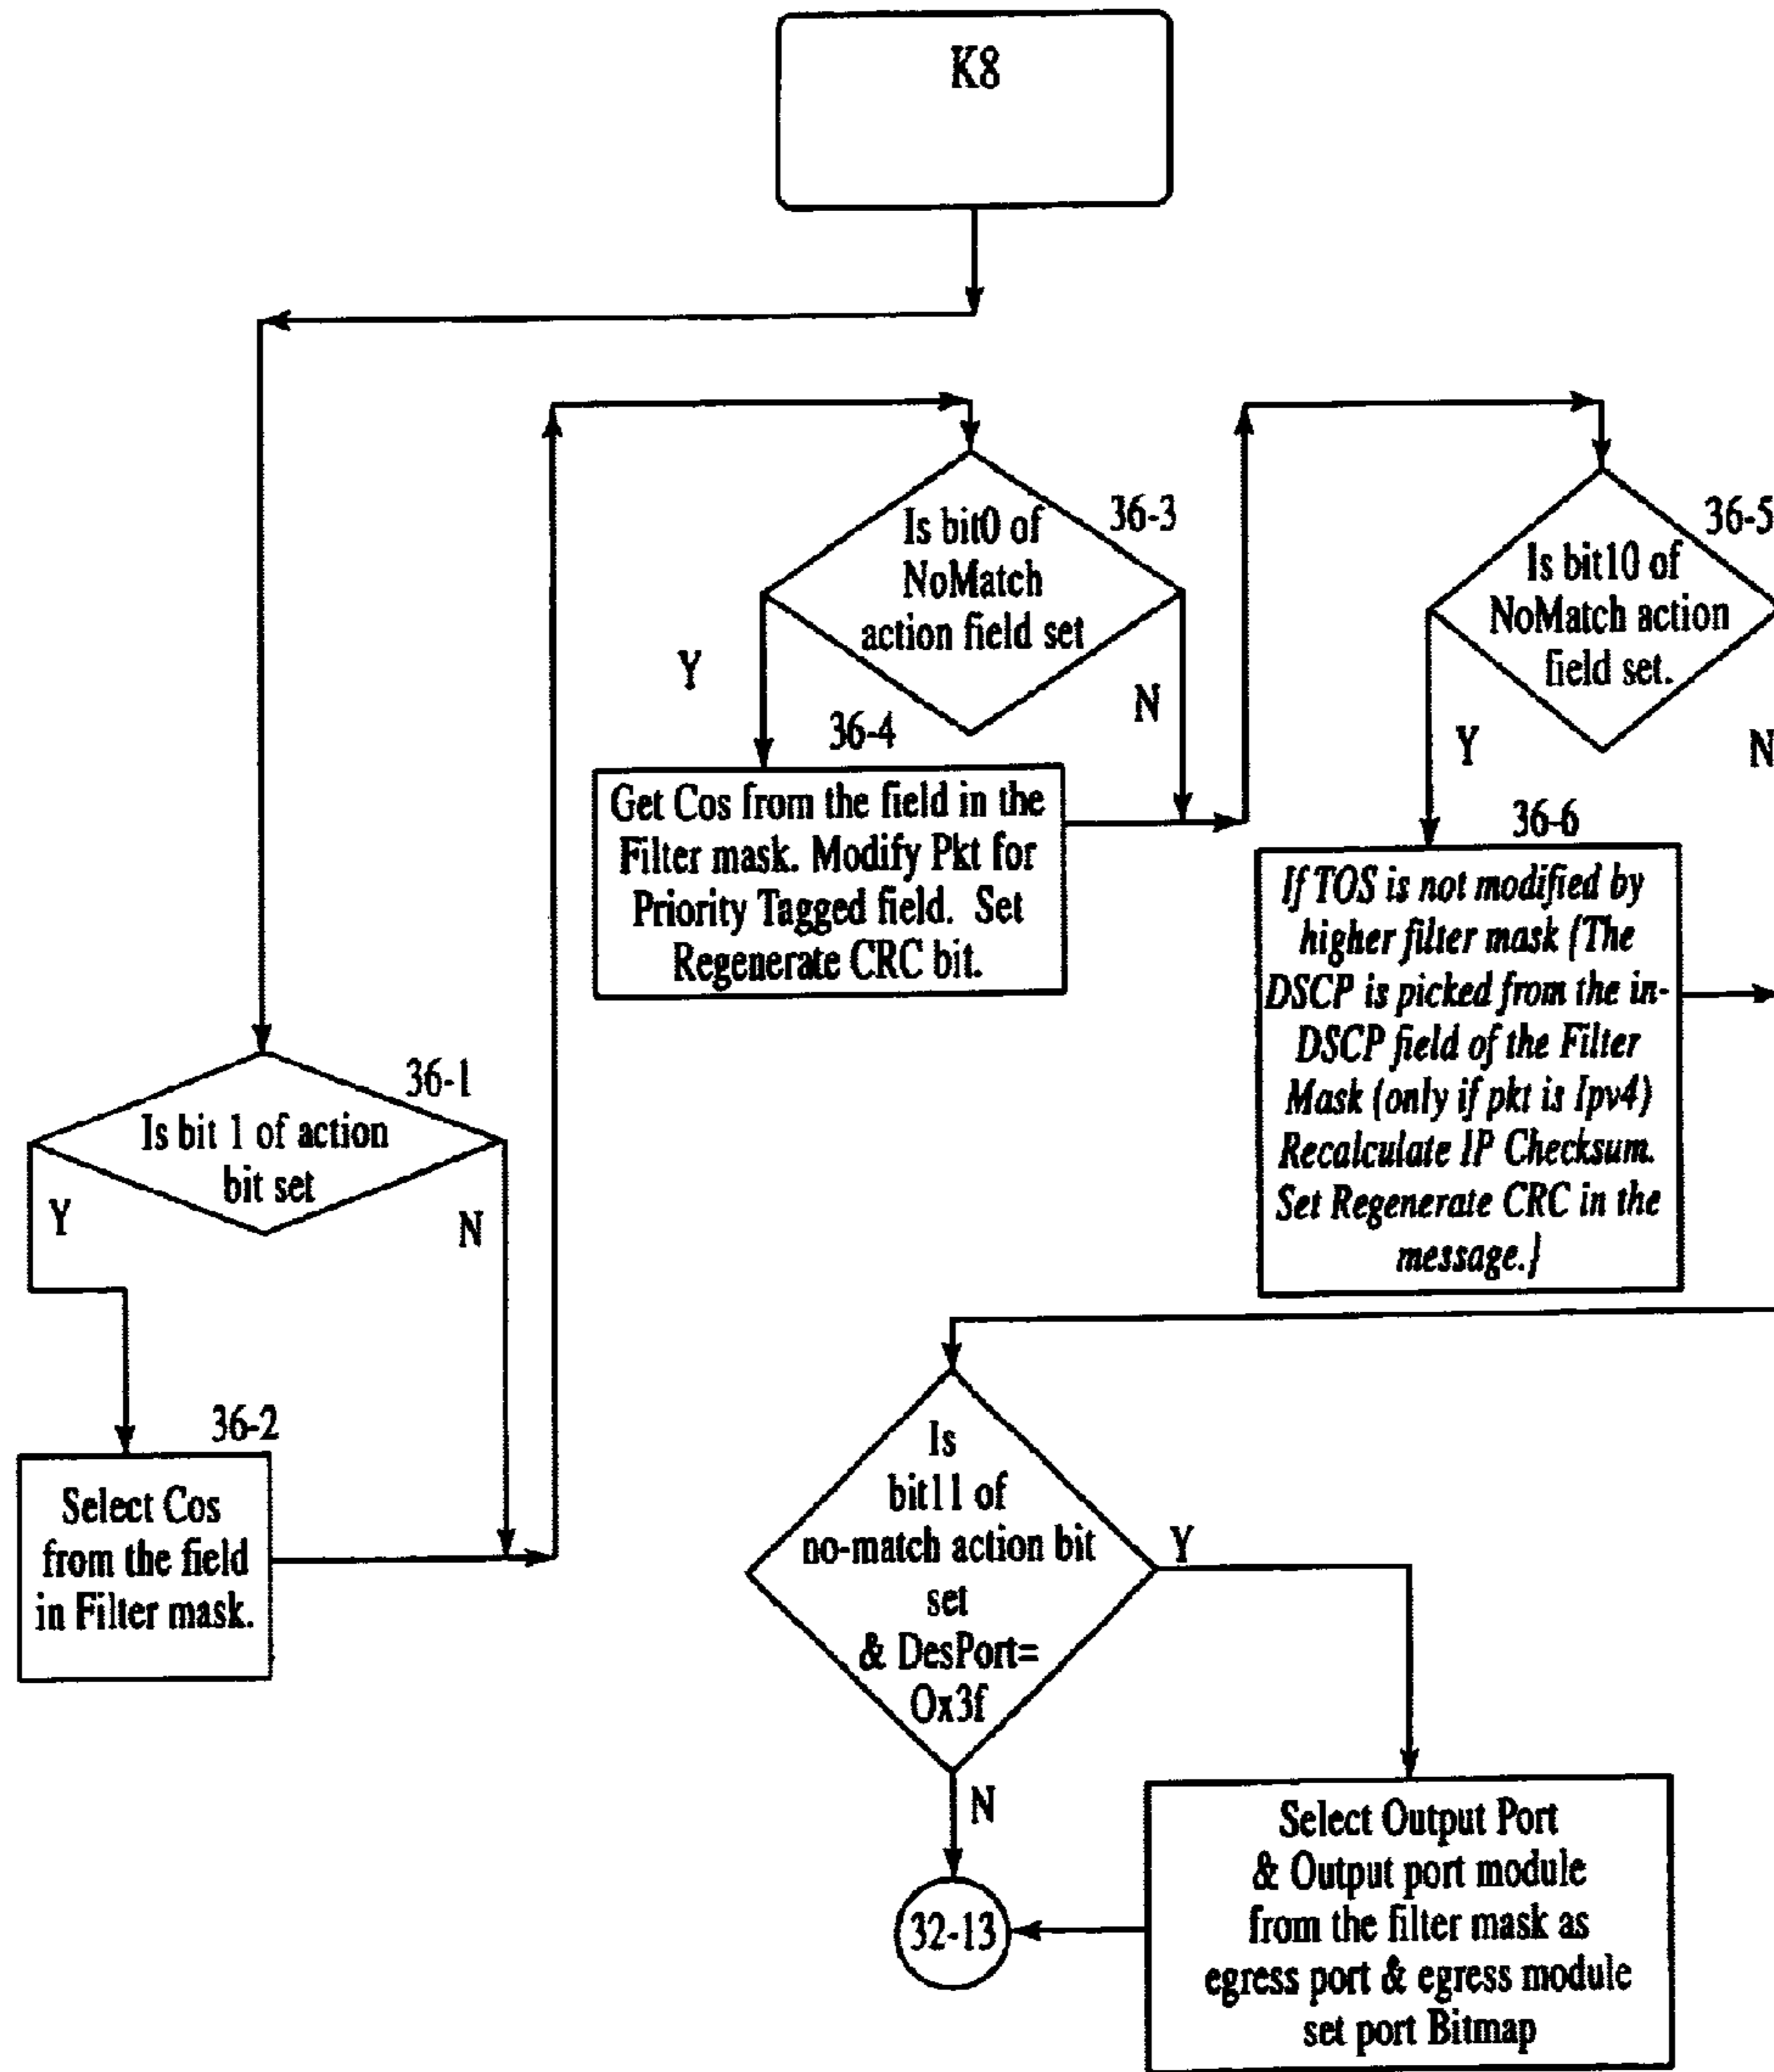 K8
36-1
Is bit 1 of action
bit set
Y
N
36-2
Select Cos
from the field
in Filter mask.
36-3
Is bit0 of
NoMatch
action field set
Y
N
36-4
Get Cos from the field in the
Filter mask. Modify Pkt for
Priority Tagged field. Set
Regenerate CRC bit.
36-5
Is bit10 of
NoMatch action
field set.
Y
N
36-6
If TOS is not modified by
higher filter mask {The
DSCP is picked from the in-
DSCP field of the Filter
Mask (only if pkt is Ipv4)
Recalculate IP Checksum.
Set Regenerate CRC in the
message.}
Is
bit11 of
no-match action bit
set
& DesPort=
Ox3f
Y
N
Select Output Port
& Output port module
from the filter mask as
egress port & egress module
set port Bitmap
32-13